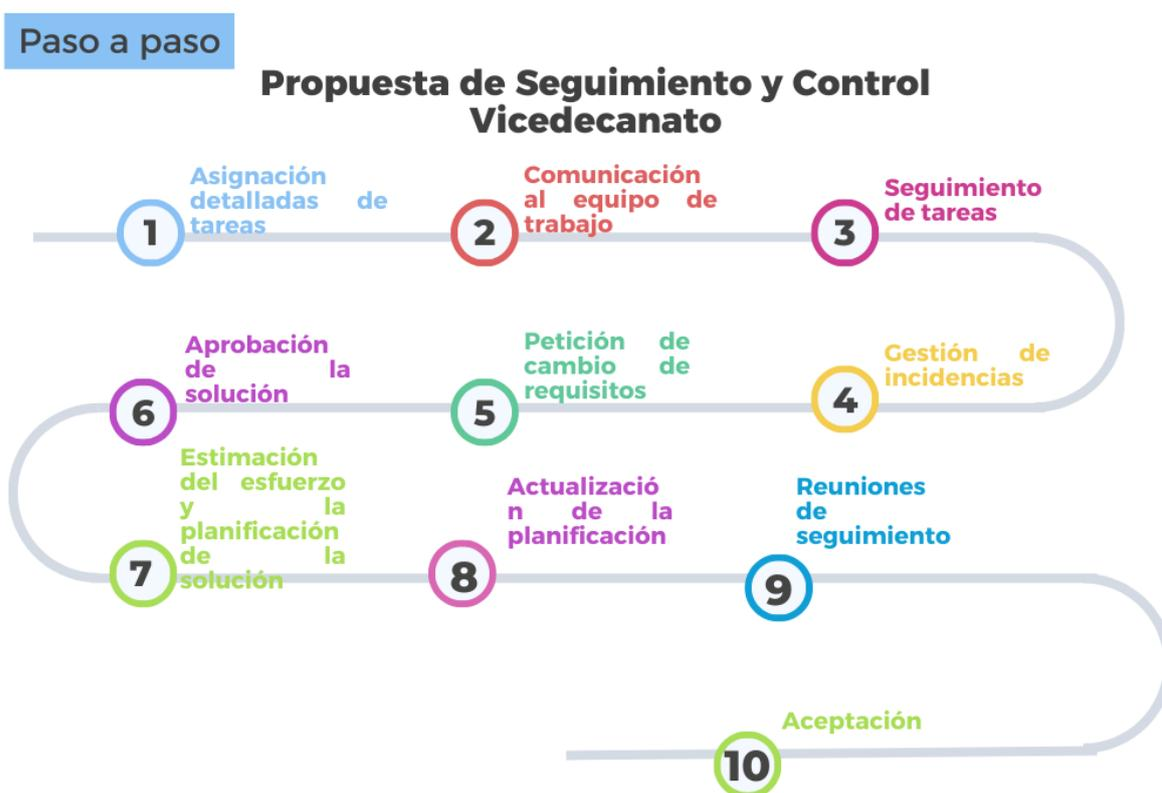 Paso a paso
Propuesta de Seguimiento y Control
Vicedecanato
1
Asignación
detalladas de
tareas
2
Comunicación
al equipo de
trabajo
3
Seguimiento
de tareas
4
Gestión de
incidencias
5
Petición de
cambio de
requisitos
6
Aprobación
de la
solución
7
Estimación
del esfuerzo
y la
planificación
de la
solución
8
Actualizació
n de la
planificación
9
Reuniones
de
seguimiento
10
Aceptación